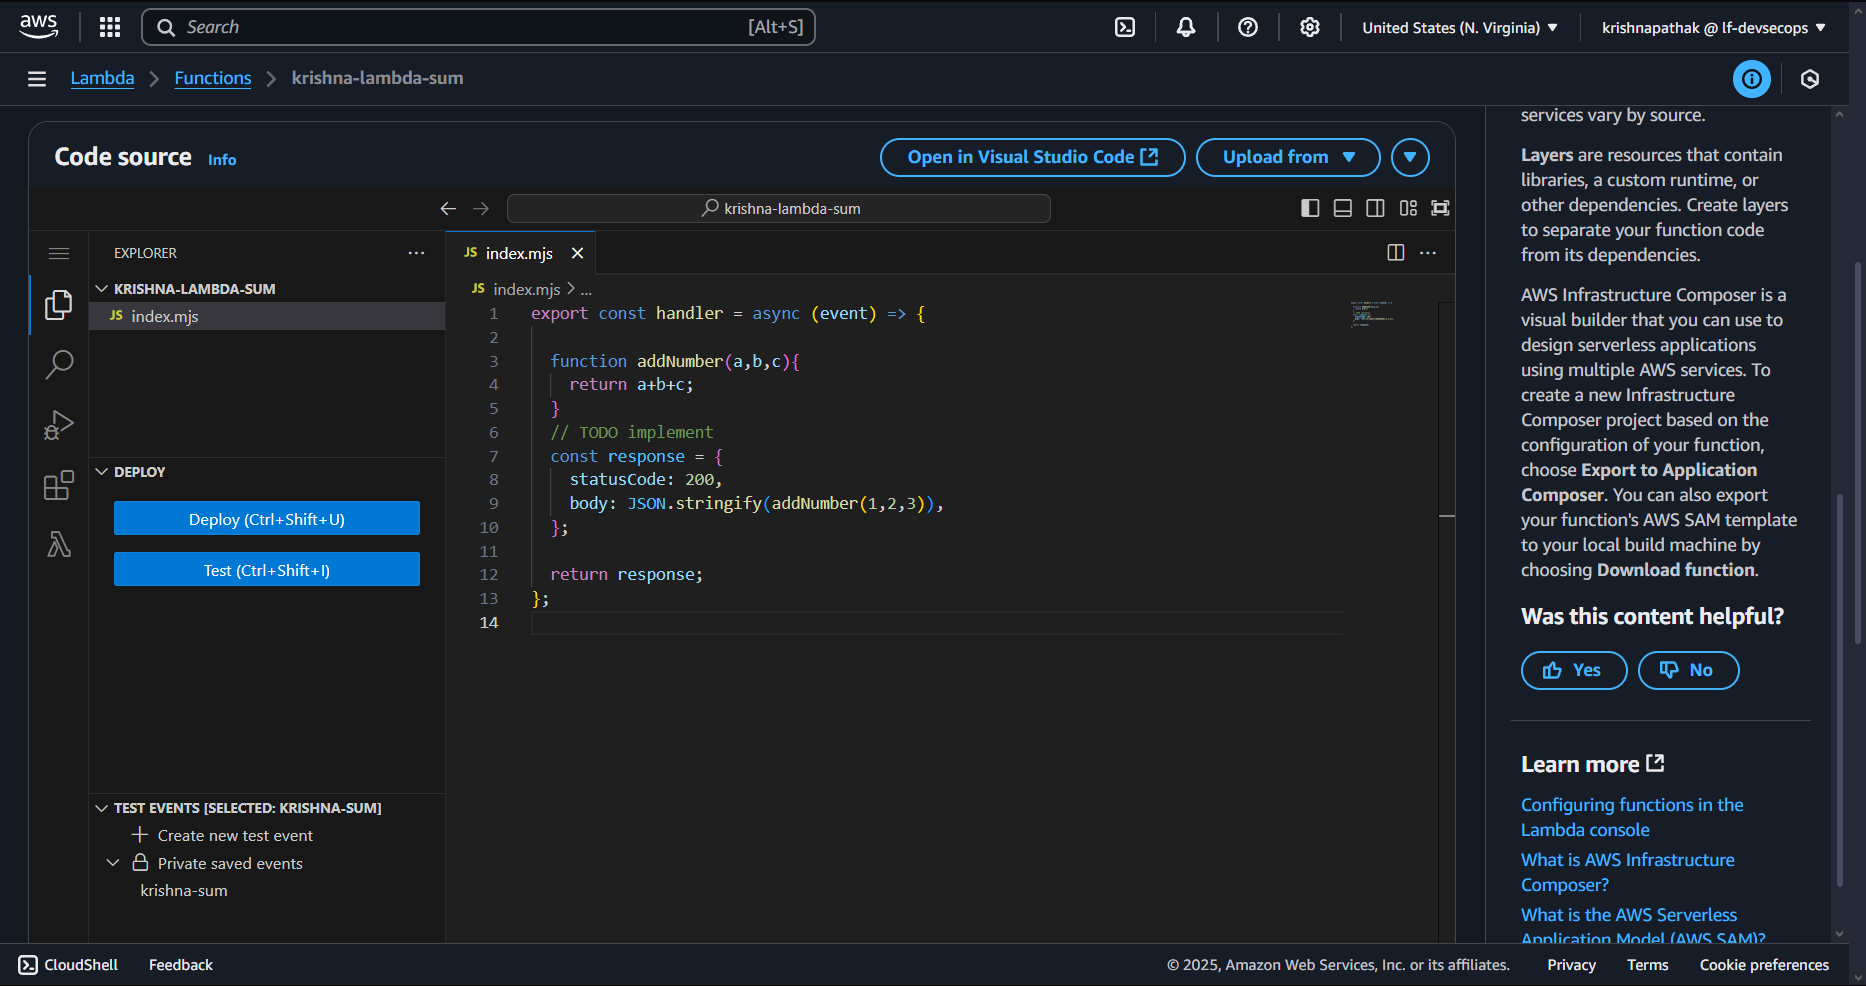 aws
Search
[Alt+S]
United States (N. Virginia)
krishnapathak @ lf-devsecops
Lambda
Functions
krishna-lambda-sum
Code source
Info
Open in Visual Studio Code
Upload from
krishna-lambda-sum
EXPLORER
KRISHNA-LAMBDA-SUM
JS index.mjs
DEPLOY
Deploy (Ctrl+Shift+U)
Test (Ctrl+Shift+I)
TEST EVENTS [SELECTED: KRISHNA-SUM]
Create new test event
Private saved events
krishna-sum
JS index.mjs
JS index.mjs > ...
1 export const handler = async (event) => {
2
3 function addNumber(a,b,c){
4 return a+b+c;
5 }
6 // TODO implement
7 const response = {
8 statusCode: 200,
9 body: JSON.stringify(addNumber(1,2,3)),
10 };
11
12 return response;
13 };
14
services vary by source.
Layers are resources that contain
libraries, a custom runtime, or
other dependencies. Create layers
to separate your function code
from its dependencies.
AWS Infrastructure Composer is a
visual builder that you can use to
design serverless applications
using multiple AWS services. To
create a new Infrastructure
Composer project based on the
configuration of your function,
choose Export to Application
Composer. You can also export
your function's AWS SAM template
to your local build machine by
choosing Download function.
Was this content helpful?
Yes
No
Learn more
Configuring functions in the
Lambda console
What is AWS Infrastructure
Composer?
What is the AWS Serverless
Application Model (AWS SAM)?
CloudShell
Feedback
© 2025, Amazon Web Services, Inc. or its affiliates.
Privacy
Terms
Cookie preferences